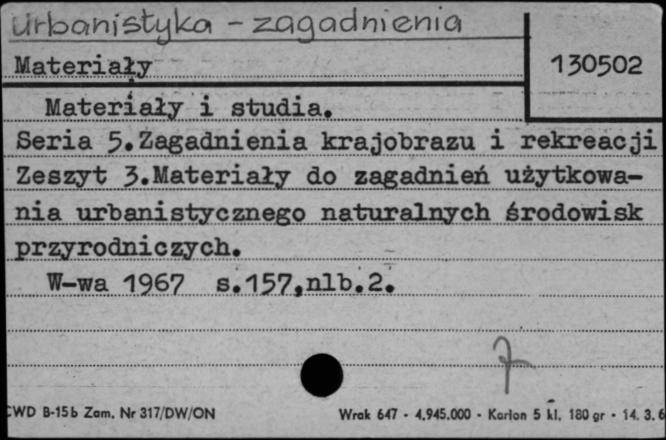 Urbanistyka - zagadnienia
Materiały
130502
Materiały i studia.
Seria 5.Zagadnienia krajobrazu i rekreacji
Zeszyt 3.Materiały do zagadnień użytkowa-
nia urbanistycznego naturalnych środowisk
przyrodniczych.
W-wa 1967 s.157,nlb.2.
7
CWD B-15b Zam. Nr 317/DW/ON
Wrak 647 - 4.945.000 - Karton 5 kl. 180 gr - 14. 3. 6